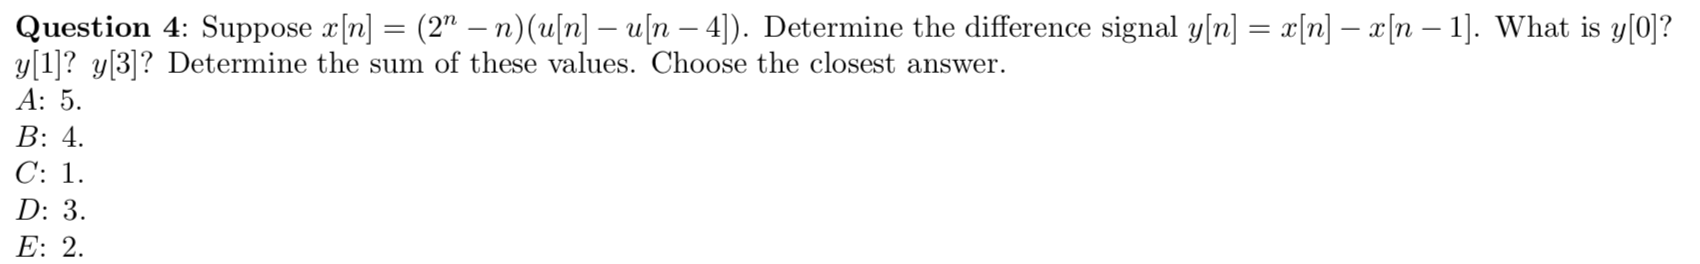 Question 4: Suppose x[n] = (2ⁿ − n)(u[n] − u[n − 4]). Determine the difference signal y[n] = x[n] − x[n − 1]. What is y[0]?
y[1]? y[3]? Determine the sum of these values. Choose the closest answer.
A: 5.
B: 4.
C: 1.
D: 3.
E: 2.